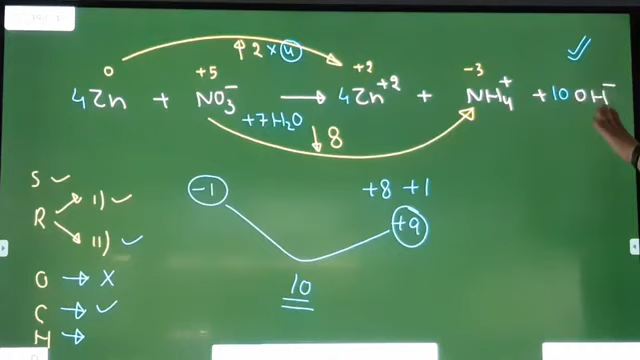 ↑ 2 × 4
0 +5 +2 -3
4Zn + NO₃⁻ → 4Zn⁺² + NH₄⁺ + 10 OH⁻
+7H₂O
↓ 8
S ✓
R → i) ✓
→ ii) ✓
-1 +8 +1
+9
O → ×
10
C → ✓
H →